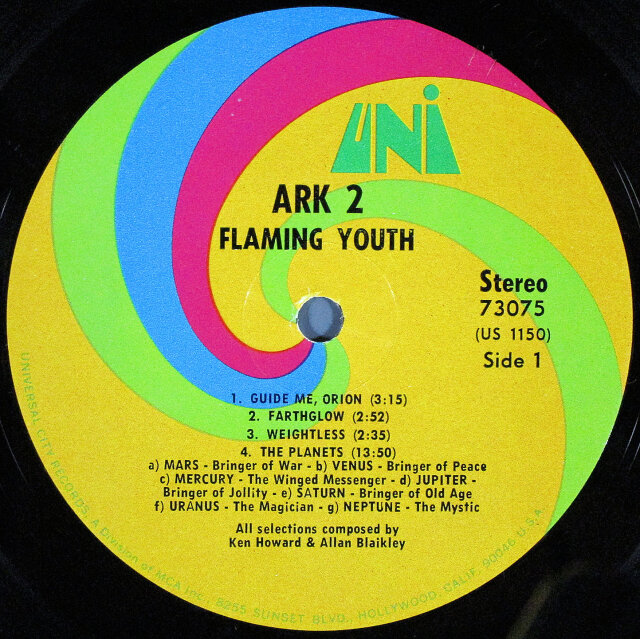 UNI
ARK 2
FLAMING YOUTH
Stereo
73075
(US 1150)
Side 1
1. GUIDE ME, ORION (3:15)
2. FARTHGLOW (2:52)
3. WEIGHTLESS (2:35)
4. THE PLANETS (13:50)
a) MARS - Bringer of War - b) VENUS - Bringer of Peace
c) MERCURY - The Winged Messenger - d) JUPITER -
Bringer of Jollity - e) SATURN - Bringer of Old Age
f) URANUS - The Magician - g) NEPTUNE - The Mystic
All selections composed by
Ken Howard & Allan Blaikley
UNIVERSAL CITY RECORDS, A Division of MCA Inc., 8255 SUNSET BLVD., HOLLYWOOD, CALIF. 90046 U.S.A.